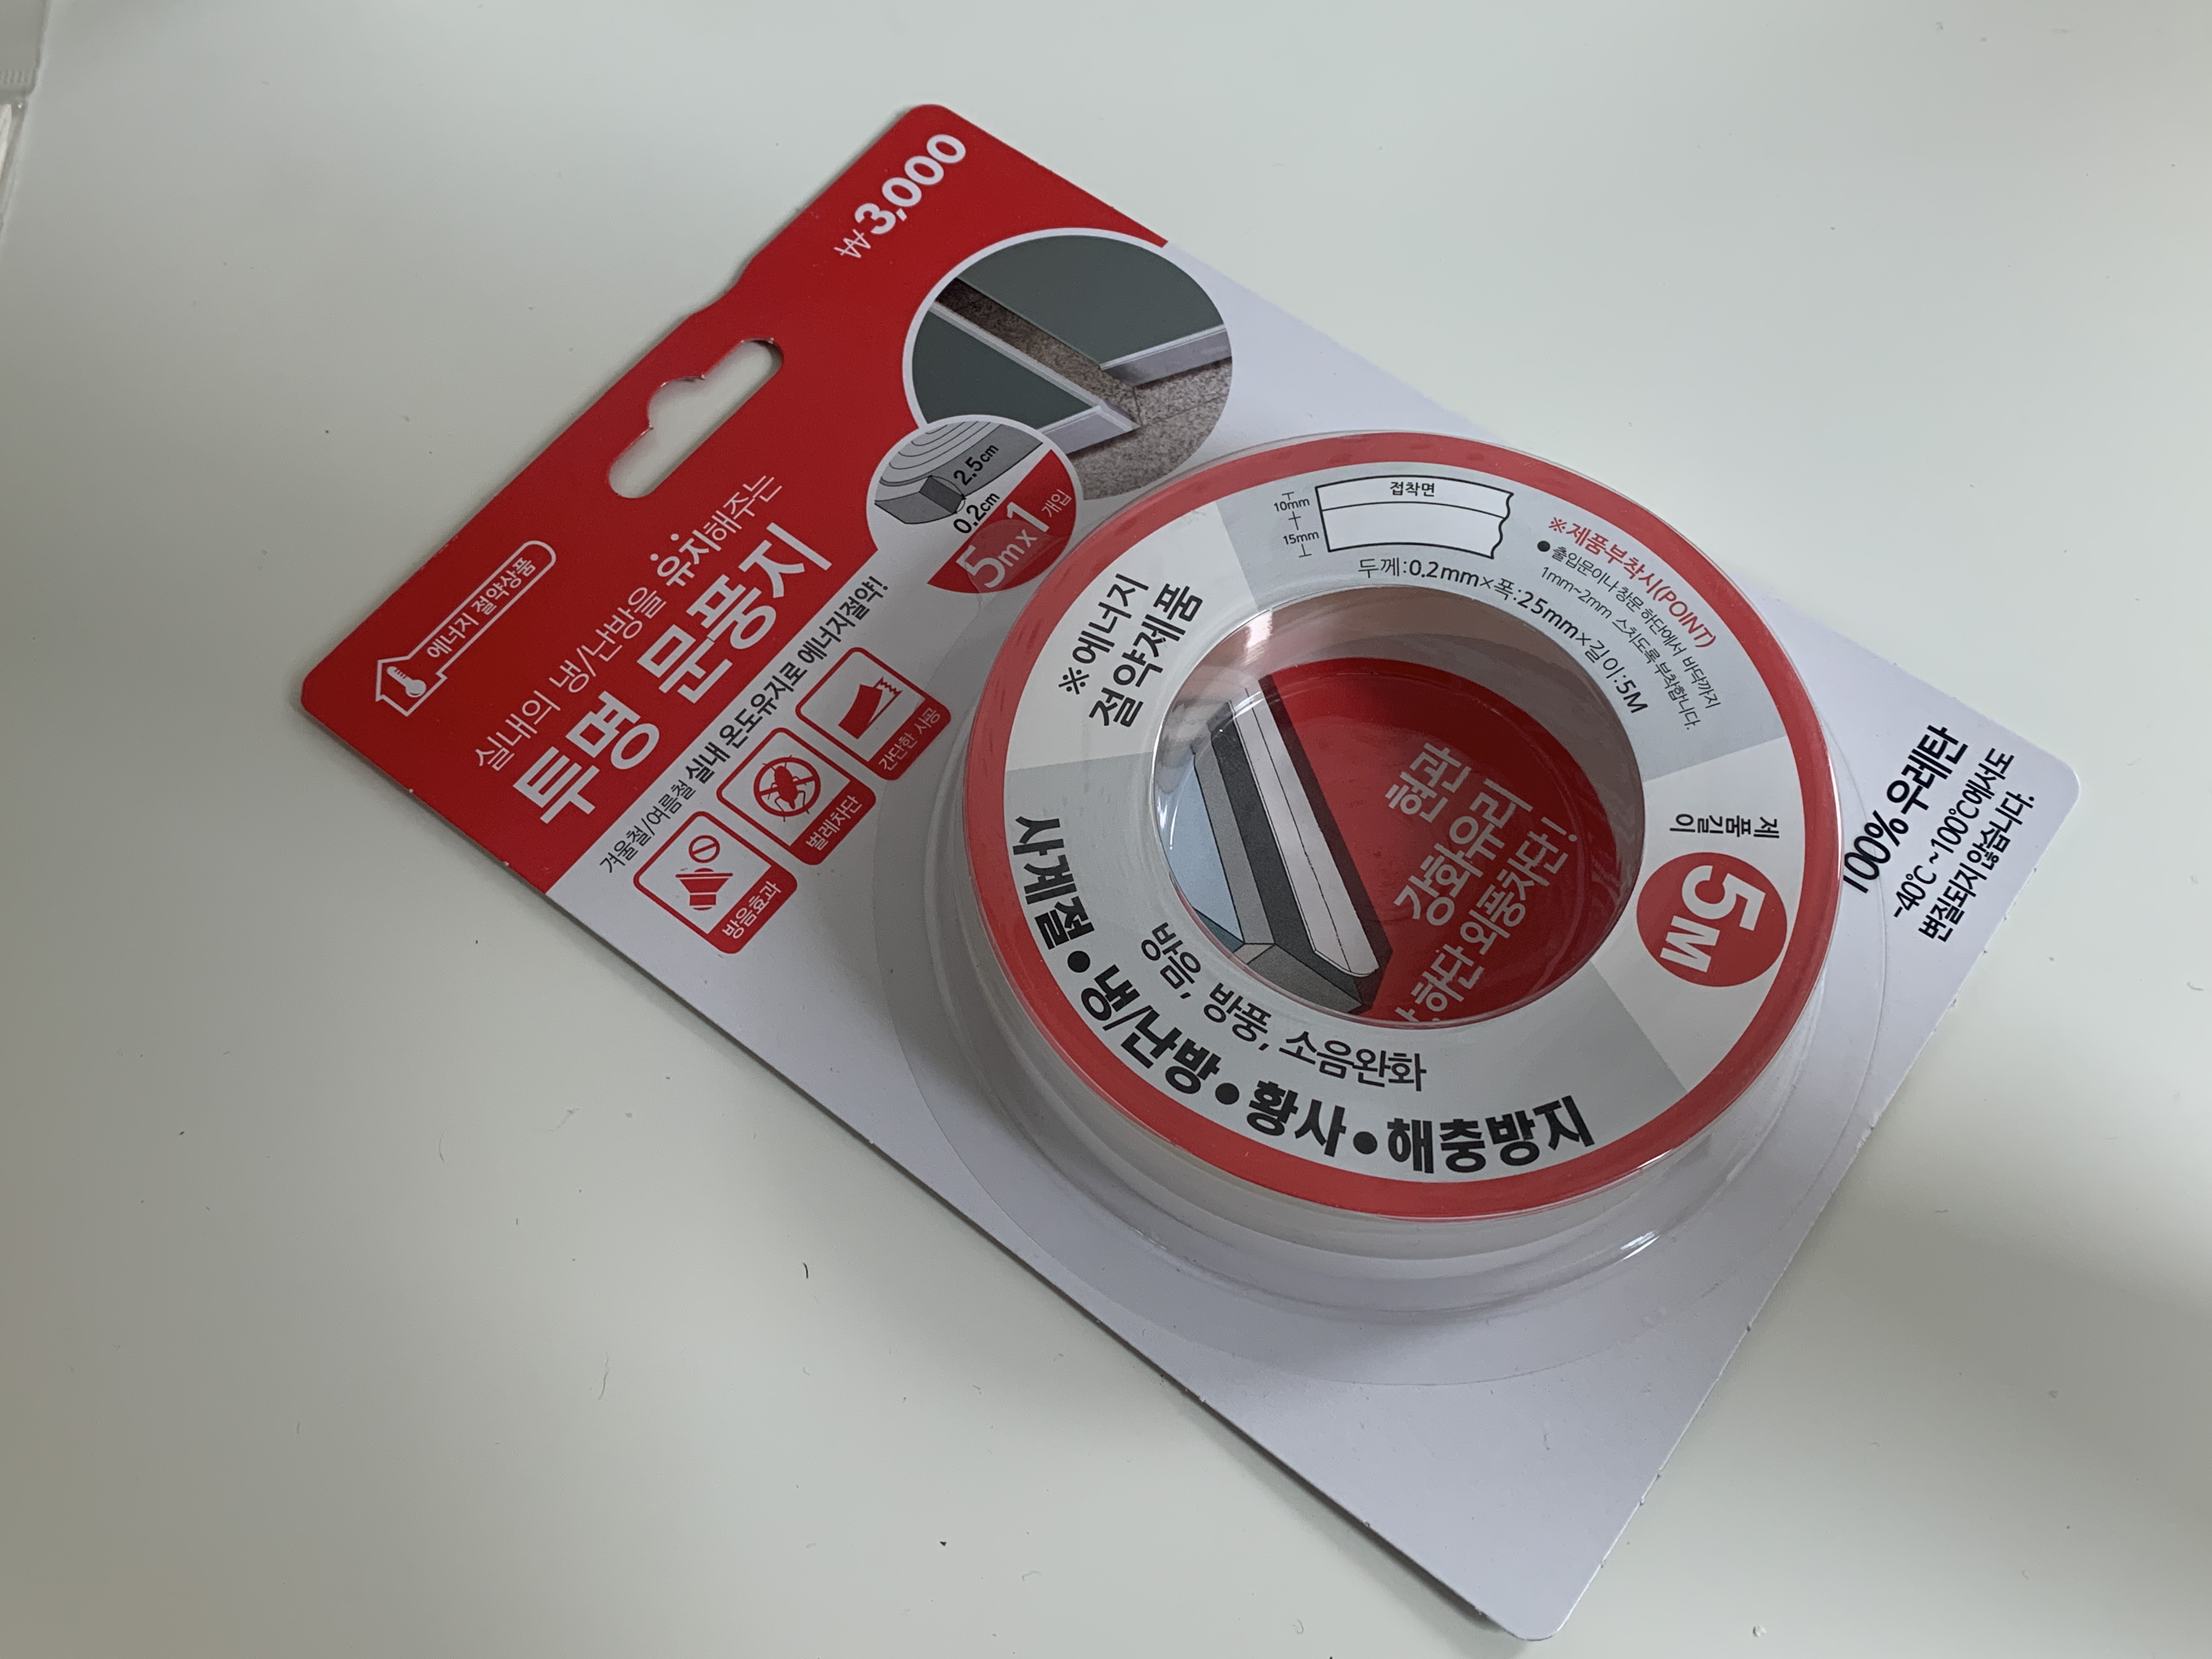 ₩3,000
에너지 절약상품
실내의 냉/난방을 유지해주는
투명 문풍지
겨울철/여름철 실내 온도유지로 에너지절약!
방음효과
벌레차단
간단한 시공
2.5cm
0.2cm
5mx1개입
※에너지
절약제품
10mm
15mm
접착면
두께:0.2mm×폭:25mm×길이:5M
※제품부착시(POINT)
●출입문이나 창문 하단에서 바닥까지
1mm~2mm 스치도록 부착합니다.
제품길이
5M
현관
강화유리
하단 외풍차단!
방음, 방풍, 소음완화
사계절●냉/난방●황사●해충방지
100% 우레탄
-40℃~100℃에서도
변질되지 않습니다.